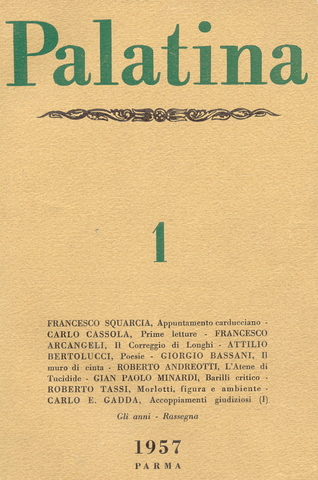 Palatina
1
FRANCESCO SQUARCIA, Appuntamento carducciano -
CARLO CASSOLA, Prime letture - FRANCESCO
ARCANGELI, Il Correggio di Longhi - ATTILIO
BERTOLUCCI, Poesie - GIORGIO BASSANI, Il
muro di cinta - ROBERTO ANDREOTTI, L'Atene di
Tucidide - GIAN PAOLO MINARDI, Barilli critico -
ROBERTO TASSI, Morlotti, figura e ambiente -
CARLO E. GADDA, Accoppiamenti giudiziosi (I)
Gli anni - Rassegna
1957
PARMA